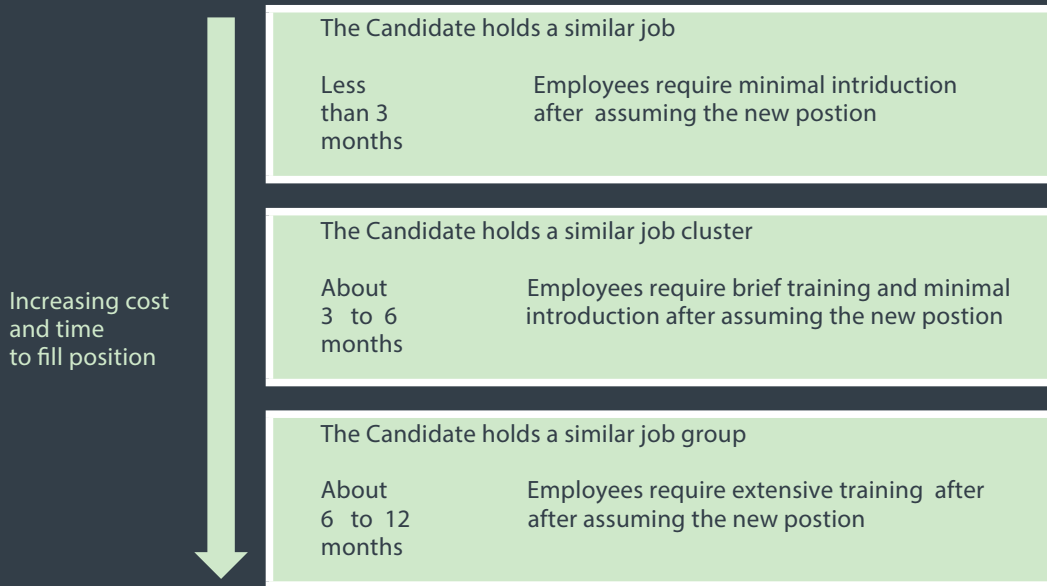 The Candidate holds a similar job
Less
than 3
months
Employees require minimal intriduction
after assuming the new postion
The Candidate holds a similar job cluster
About
3 to 6
months
Employees require brief training and minimal
introduction after assuming the new postion
Increasing cost
and time
to fill position
The Candidate holds a similar job group
About
6 to 12
months
Employees require extensive training after
after assuming the new postion